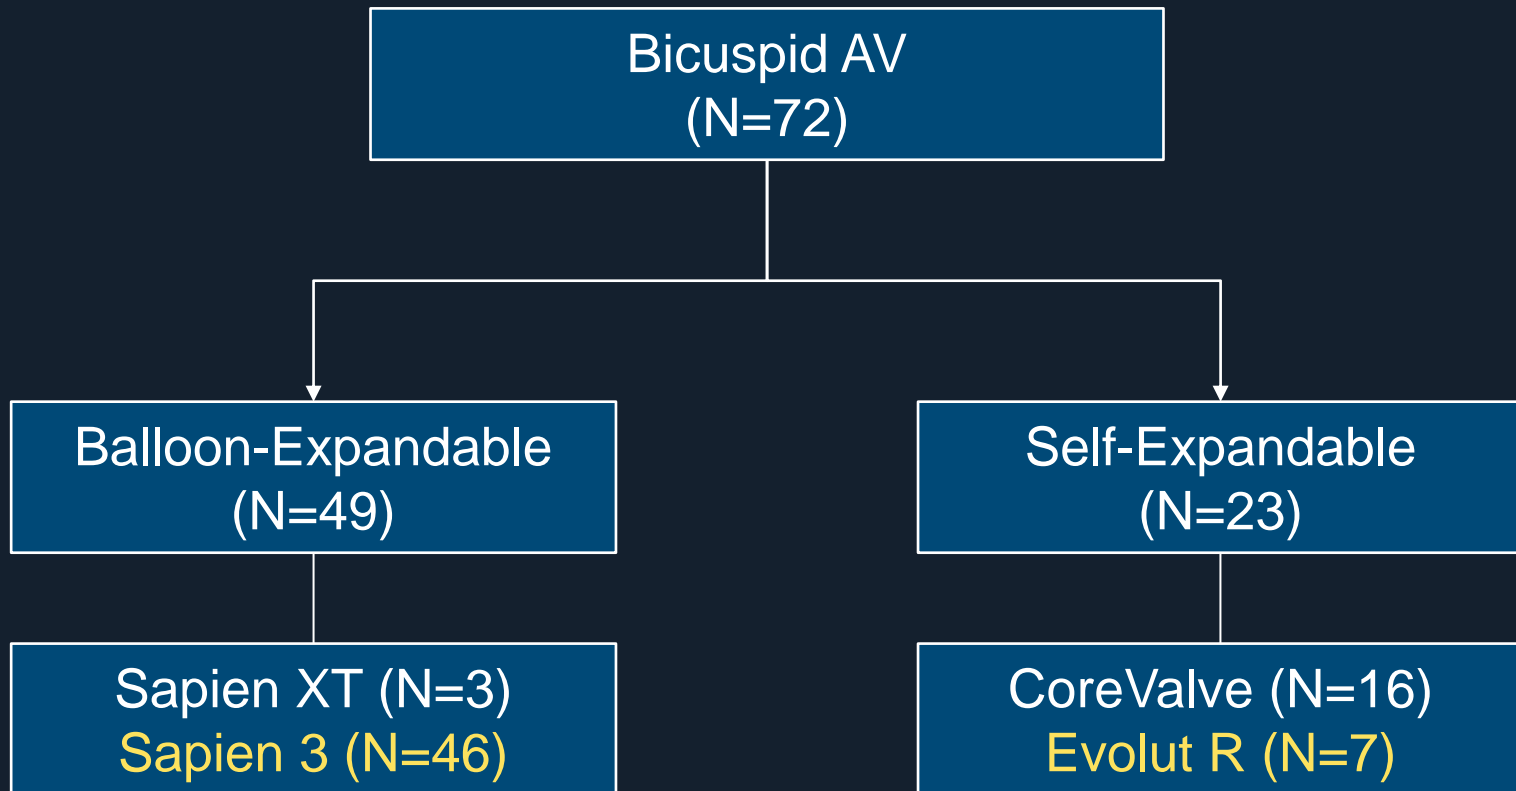 Bicuspid AV
(N=72)
Balloon-Expandable
(N=49)
Self-Expandable
(N=23)
Sapien XT (N=3)
Sapien 3 (N=46)
CoreValve (N=16)
Evolut R (N=7)